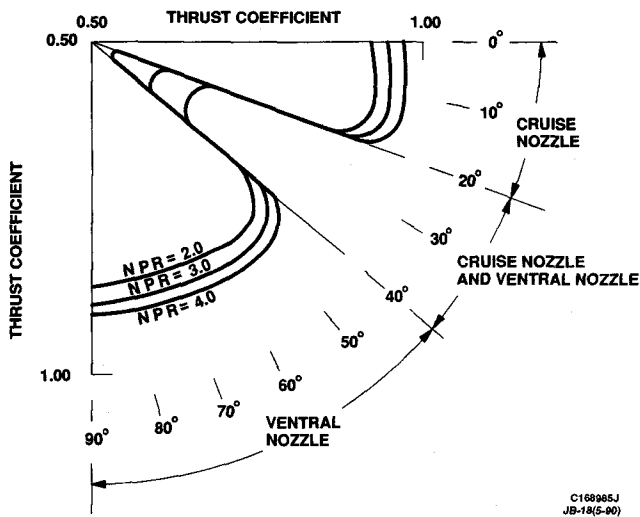 THRUST COEFFICIENT
0.50
1.00
0.50
0°
10°
CRUISE
NOZZLE
20°
30°
CRUISE NOZZLE
AND VENTRAL NOZZLE
THRUST COEFFICIENT
NPR = 2.0
NPR = 3.0
NPR = 4.0
40°
50°
1.00
60°
70°
80°
90°
VENTRAL
NOZZLE
C168985J
JB-18(5-90)